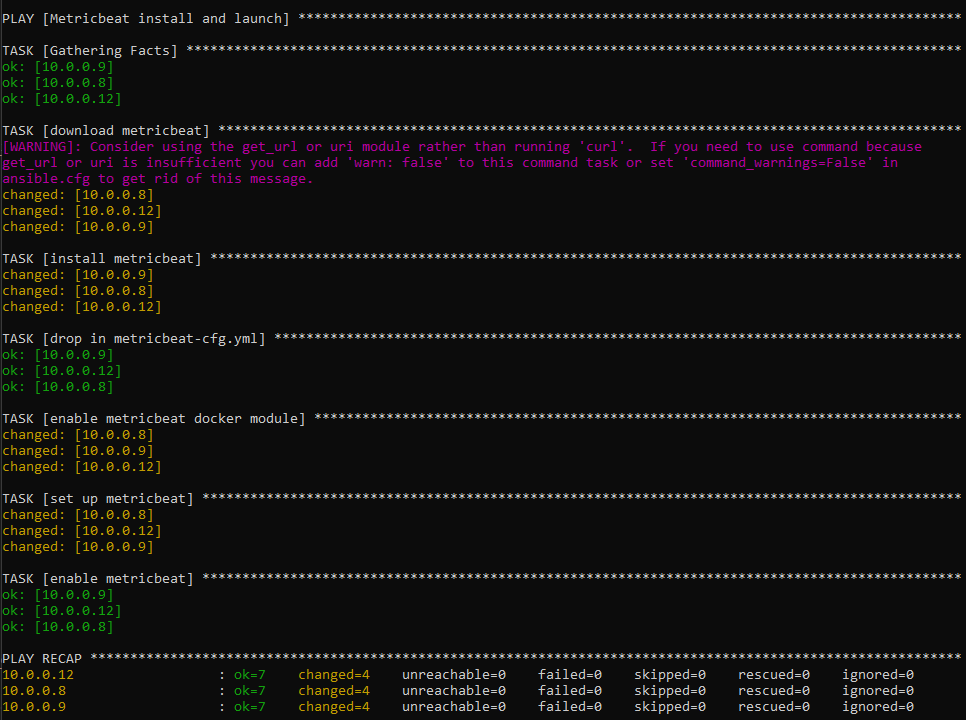 PLAY [Metricbeat install and launch] ***********************************************************************************
TASK [Gathering Facts] *************************************************************************************************
ok: [10.0.0.9]
ok: [10.0.0.8]
ok: [10.0.0.12]
TASK [download metricbeat] *********************************************************************************************
[WARNING]: Consider using the get_url or uri module rather than running 'curl'.  If you need to use command because
get_url or uri is insufficient you can add 'warn: false' to this command task or set 'command_warnings=False' in
ansible.cfg to get rid of this message.
changed: [10.0.0.8]
changed: [10.0.0.12]
changed: [10.0.0.9]
TASK [install metricbeat] **********************************************************************************************
changed: [10.0.0.9]
changed: [10.0.0.8]
changed: [10.0.0.12]
TASK [drop in metricbeat-cfg.yml] **************************************************************************************
ok: [10.0.0.9]
ok: [10.0.0.12]
ok: [10.0.0.8]
TASK [enable metricbeat docker module] *********************************************************************************
changed: [10.0.0.8]
changed: [10.0.0.9]
changed: [10.0.0.12]
TASK [set up metricbeat] ***********************************************************************************************
changed: [10.0.0.8]
changed: [10.0.0.12]
changed: [10.0.0.9]
TASK [enable metricbeat] ***********************************************************************************************
ok: [10.0.0.9]
ok: [10.0.0.12]
ok: [10.0.0.8]
PLAY RECAP *************************************************************************************************************
10.0.0.12                  : ok=7    changed=4    unreachable=0    failed=0    skipped=0    rescued=0    ignored=0
10.0.0.8                   : ok=7    changed=4    unreachable=0    failed=0    skipped=0    rescued=0    ignored=0
10.0.0.9                   : ok=7    changed=4    unreachable=0    failed=0    skipped=0    rescued=0    ignored=0